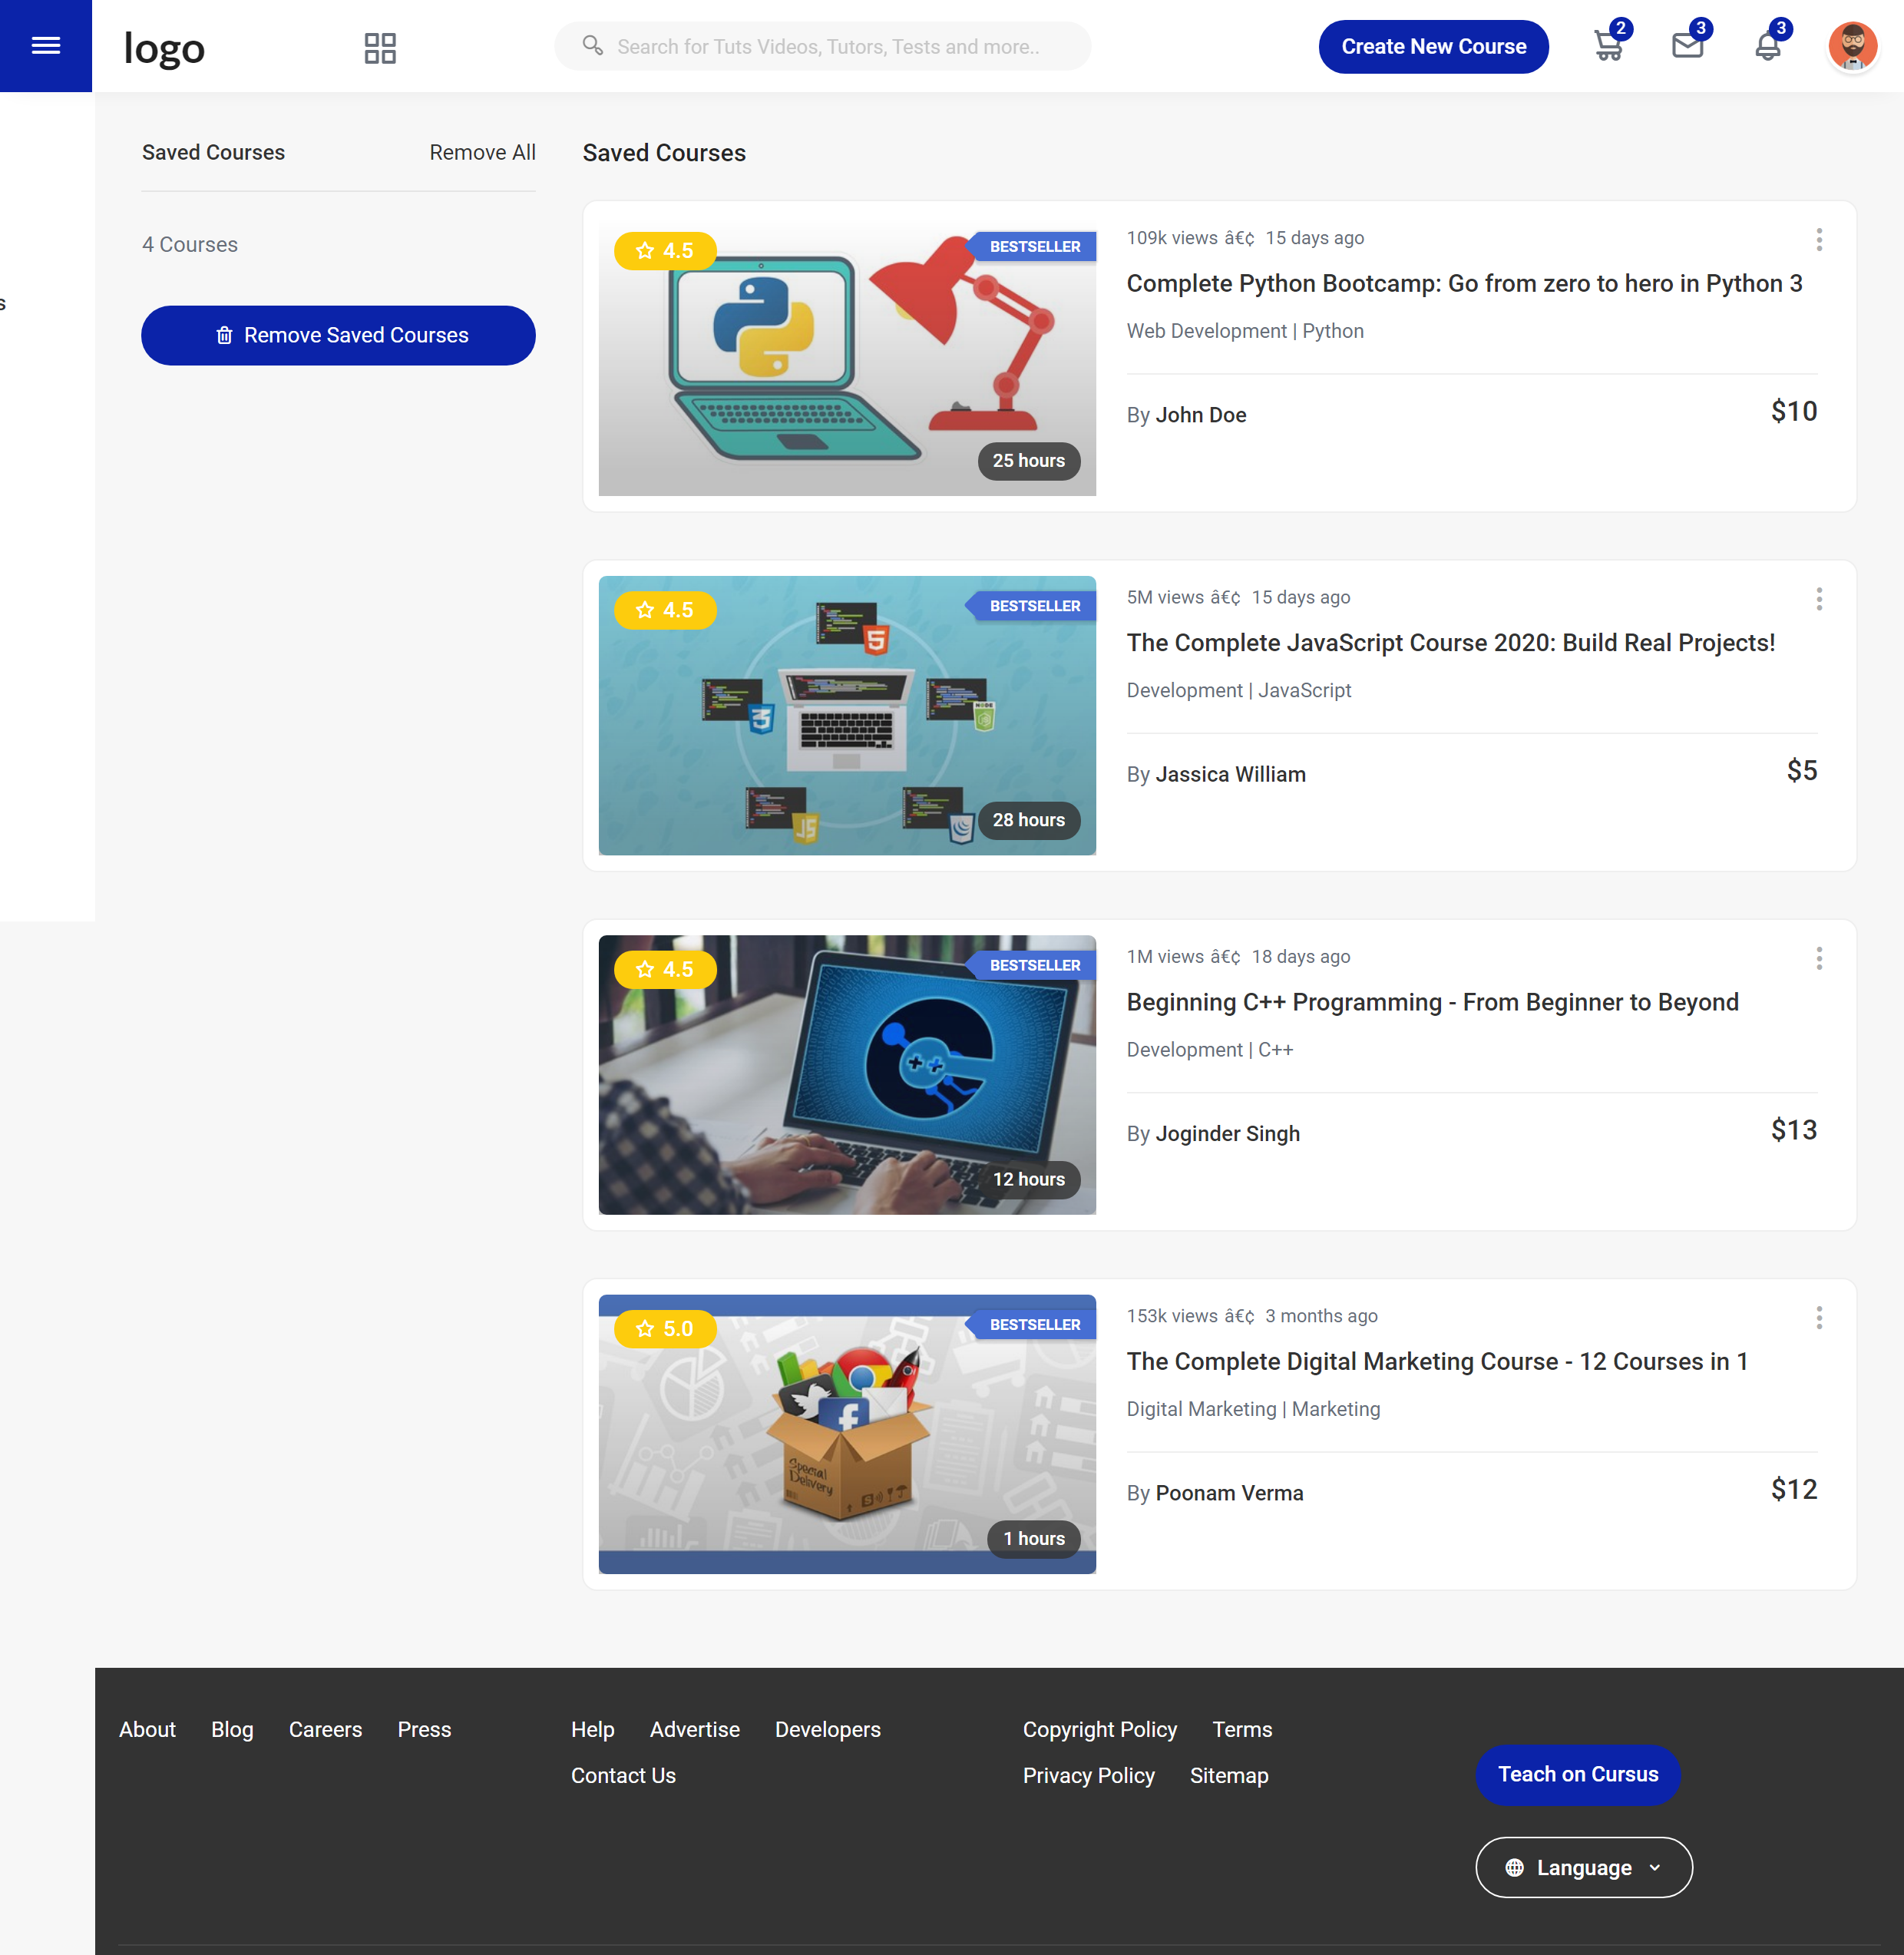 logo
Search for Tuts Videos, Tutors, Tests and more..
Create New Course
2
3
3
s
Saved Courses
Remove All
4 Courses
Remove Saved Courses
Saved Courses
4.5
BESTSELLER
25 hours
109k views â€¢ 15 days ago
Complete Python Bootcamp: Go from zero to hero in Python 3
Web Development | Python
By John Doe
$10
4.5
BESTSELLER
28 hours
5M views â€¢ 15 days ago
The Complete JavaScript Course 2020: Build Real Projects!
Development | JavaScript
By Jassica William
$5
4.5
BESTSELLER
12 hours
1M views â€¢ 18 days ago
Beginning C++ Programming - From Beginner to Beyond
Development | C++
By Joginder Singh
$13
5.0
BESTSELLER
Special
Delivery
1 hours
153k views â€¢ 3 months ago
The Complete Digital Marketing Course - 12 Courses in 1
Digital Marketing | Marketing
By Poonam Verma
$12
About Blog Careers Press
Help Advertise Developers
Contact Us
Copyright Policy Terms
Privacy Policy Sitemap
Teach on Cursus
Language